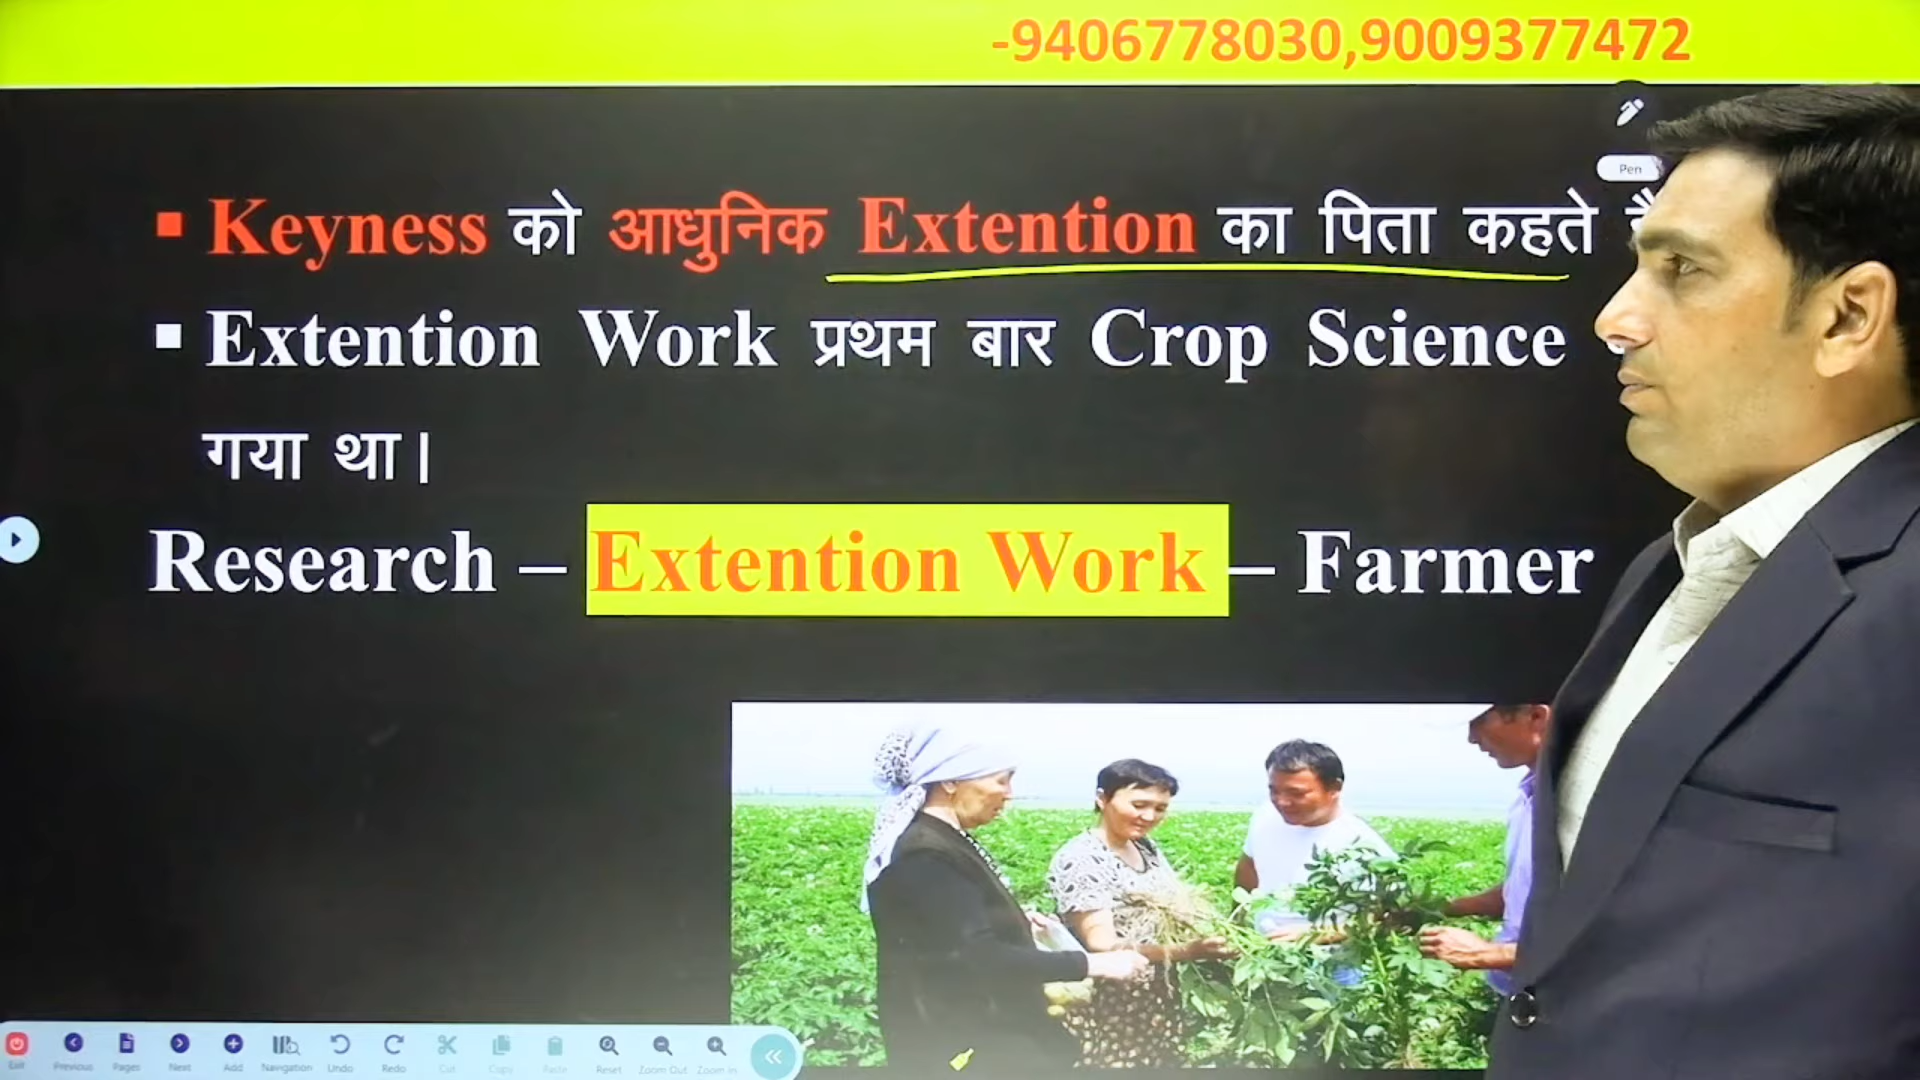 -9406778030,9009377472
Pen
▪ Keyness को आधुनिक Extention का पिता कहते
▪ Extention Work प्रथम बार Crop Science
गया था।
Research – Extention Work – Farmer
Exit Previous Pages Next Add Navigation Undo Redo Cut Copy Paste Reset Zoom Out Zoom In